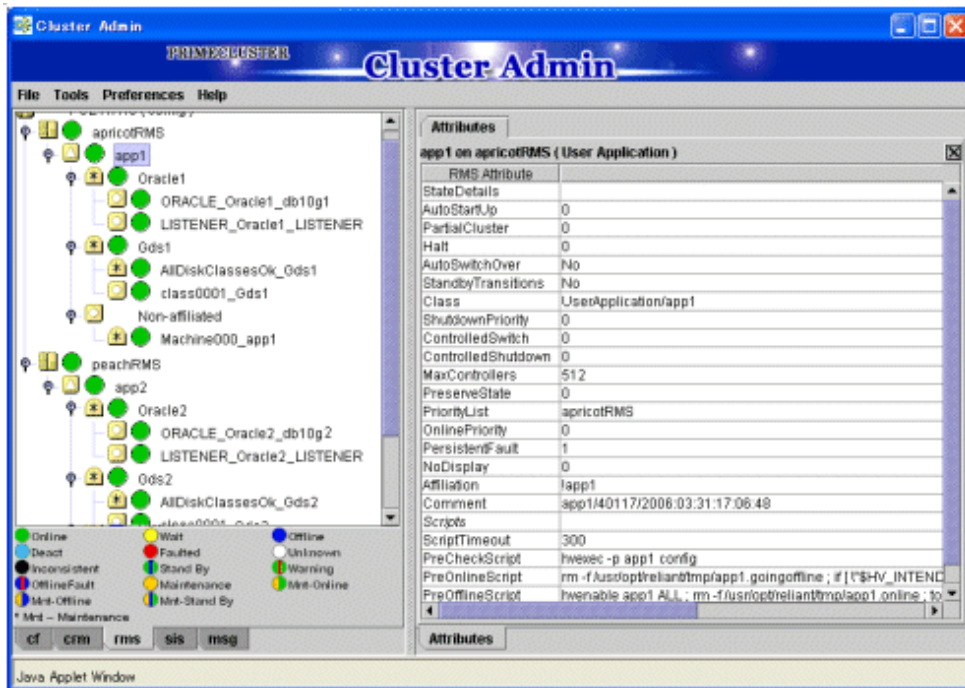 Cluster Admin
PRIMECLUSTER
Cluster Admin
File Tools Preferences Help
apricotRMS
app1
Oracle1
ORACLE_Oracle1_db10g1
LISTENER_Oracle1_LISTENER
Gds1
AllDiskClassesOk_Gds1
class0001_Gds1
Non-affiliated
Machine000_app1
peachRMS
app2
Oracle2
ORACLE_Oracle2_db10g2
LISTENER_Oracle2_LISTENER
Gds2
AllDiskClassesOk_Gds2
Online Wait Offline
Deact Faulted Unknown
Inconsistent Stand By Warning
OfflineFault Maintenance Mnt-Online
Mnt-Offline Mnt-Stand By
* Mnt -- Maintenance
cf crm rms sis msg
Attributes
app1 on apricotRMS ( User Application )
RMS Attribute
StateDetails
AutoStartUp 0
PartialCluster 0
Halt 0
AutoSwitchOver No
StandbyTransitions No
Class UserApplication/app1
ShutdownPriority 0
ControlledSwitch 0
ControlledShutdown 0
MaxControllers 512
PreserveState 0
PriorityList apricotRMS
OnlinePriority 0
PersistentFault 1
NoDisplay 0
Affiliation !app1
Comment app1/40117/2006:03:31:17:06:48
Scripts
ScriptTimeout 300
PreCheckScript hvexec -p app1 config
PreOnlineScript rm -f /usr/opt/reliant/tmp/app1.goingoffline ; if [ \"$HV_INTEND
PreOfflineScript hvenable app1 ALL ; rm -f /usr/opt/reliant/tmp/app1.online ; to
Attributes
Java Applet Window